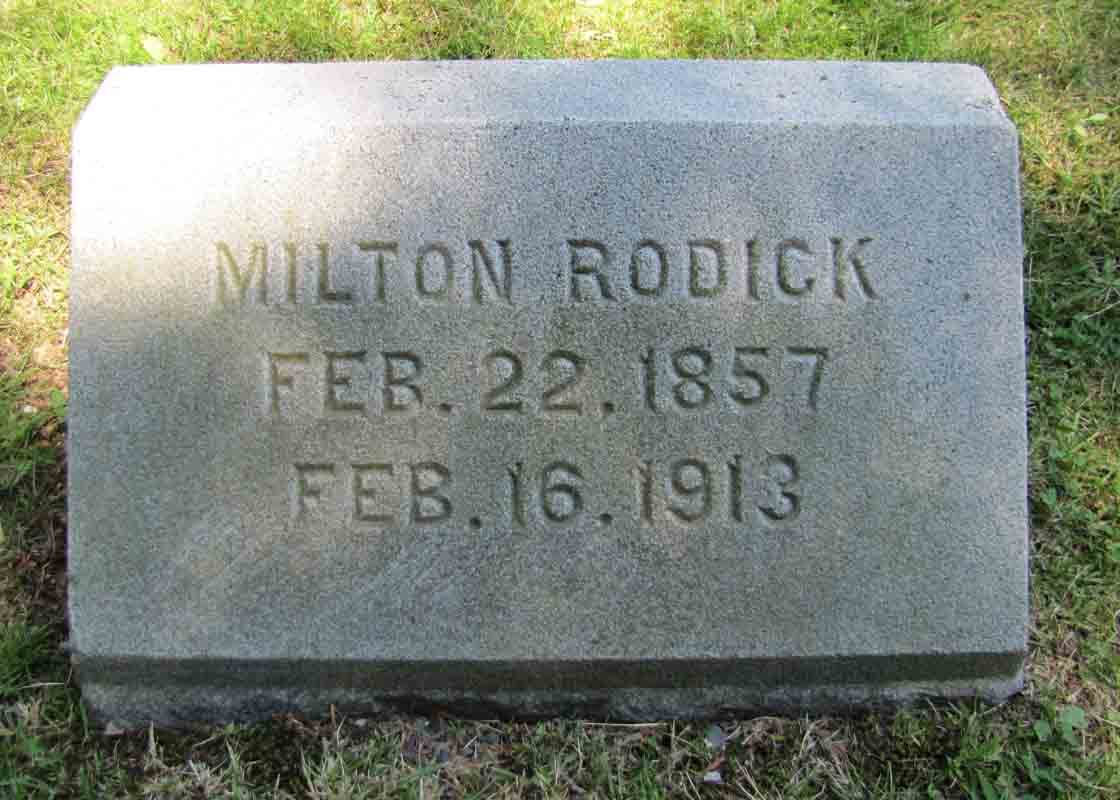 MILTON RODICK
FEB. 22. 1857
FEB. 16. 1913